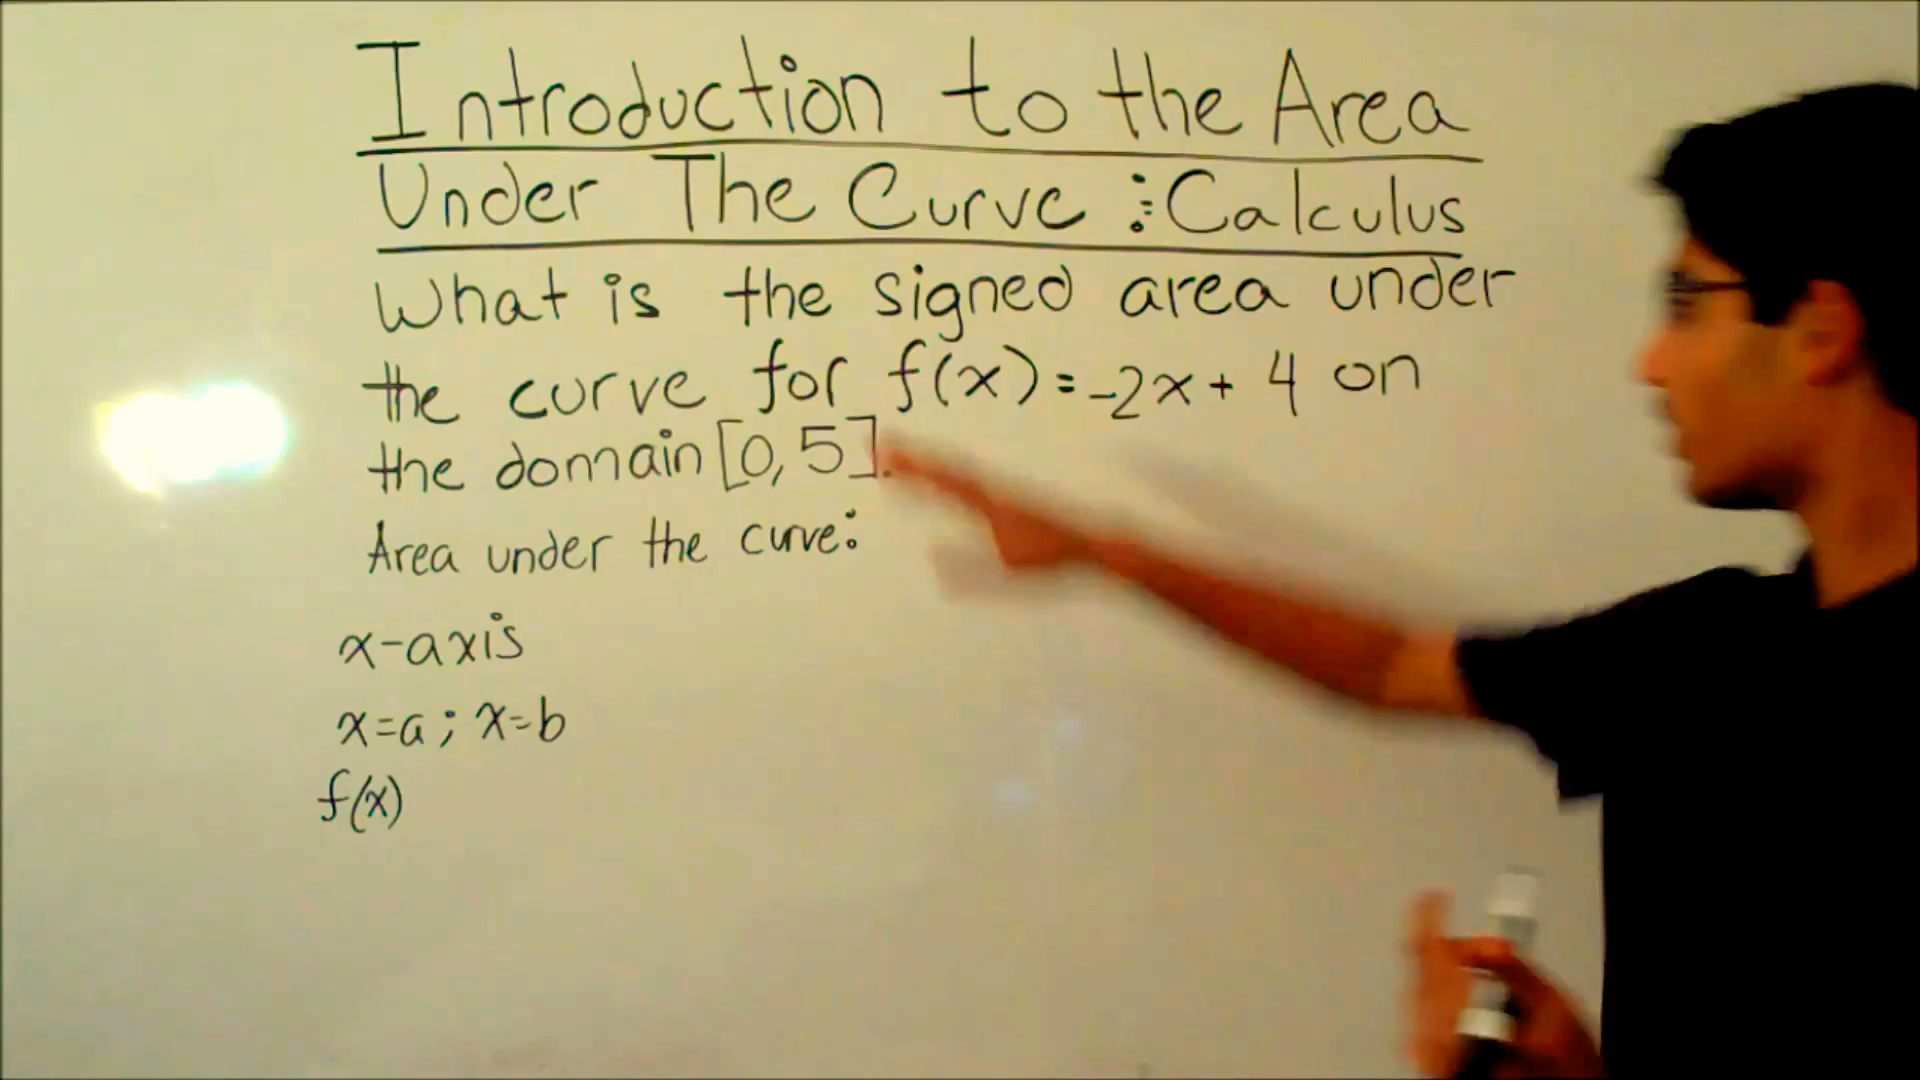 Introduction to the Area
Under The Curve : Calculus
What is the signed area under
the curve for f(x) = -2x + 4 on
the domain [0, 5].
Area under the curve:
x-axis
x=a; x=b
f(x)